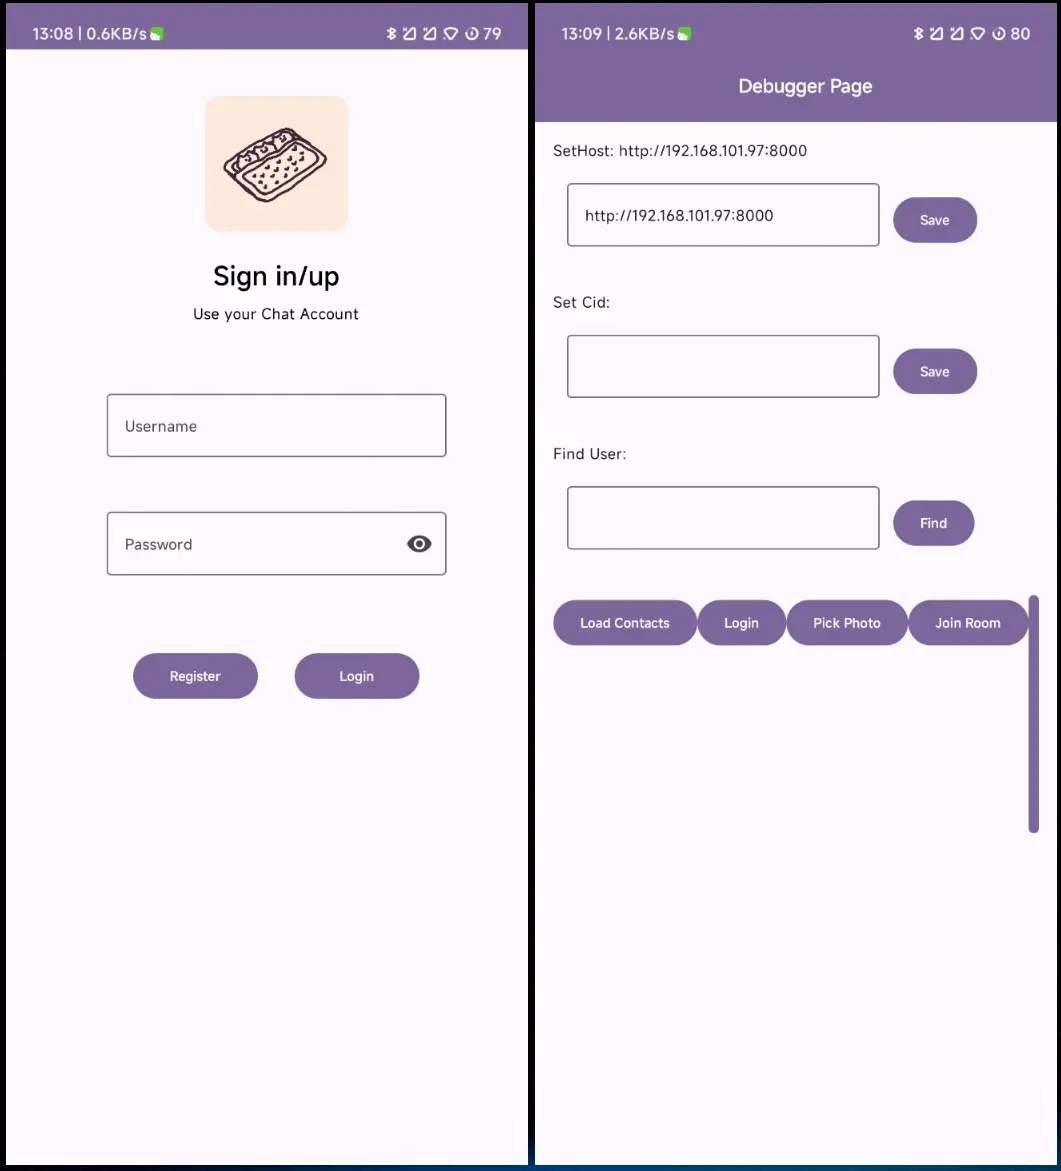 13:08 | 0.6KB/s
79
Sign in/up
Use your Chat Account
Username
Password
Register
Login
13:09 | 2.6KB/s
80
Debugger Page
SetHost: http://192.168.101.97:8000
http://192.168.101.97:8000
Save
Set Cid:
Save
Find User:
Find
Load Contacts
Login
Pick Photo
Join Room